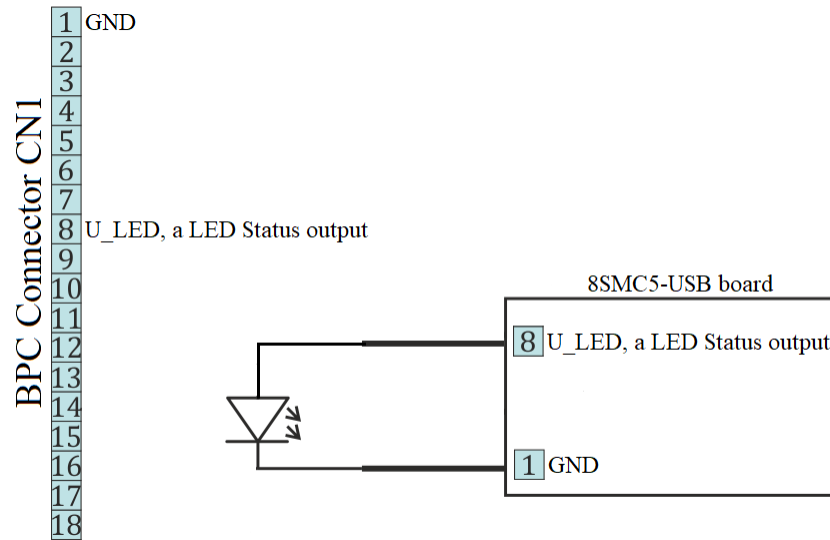 BPC Connector CN1
1 GND
2
3
4
5
6
7
8 U_LED, a LED Status output
9
10
11
12
13
14
15
16
17
18
8SMC5-USB board
8 U_LED, a LED Status output
1 GND